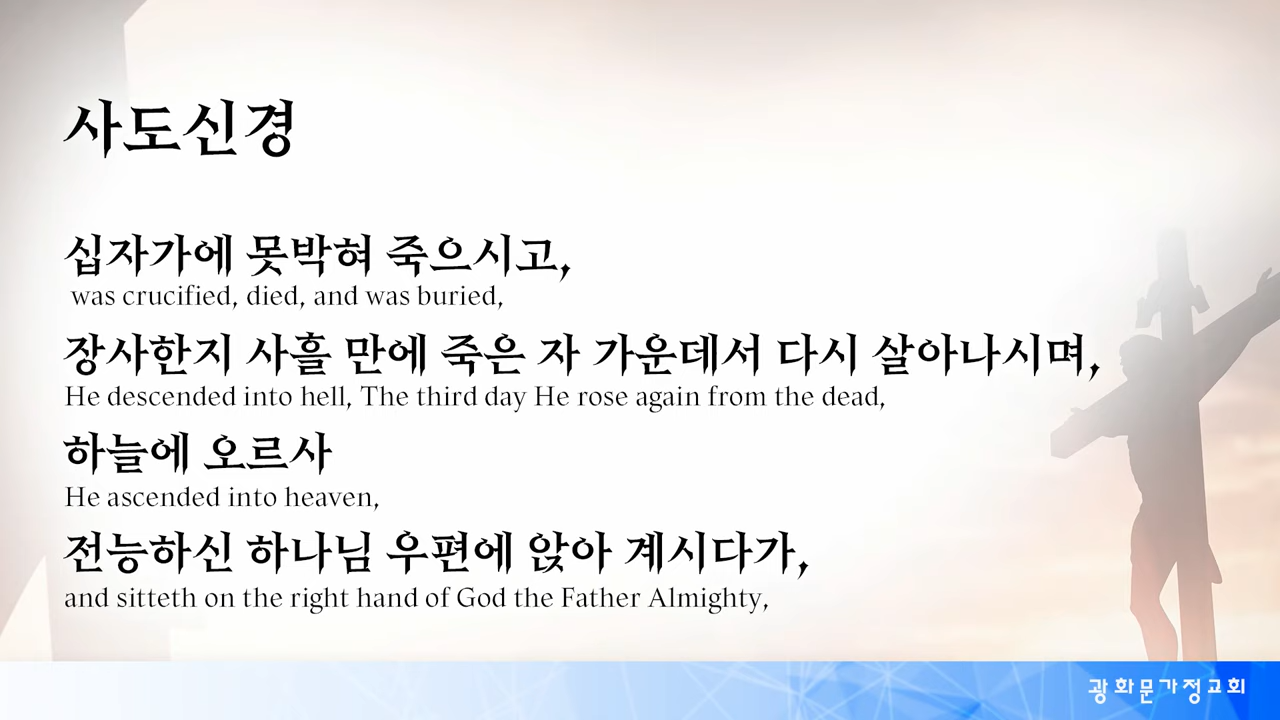 사도신경
십자가에 못박혀 죽으시고,
was crucified, died, and was buried,
장사한지 사흘 만에 죽은 자 가운데서 다시 살아나시며,
He descended into hell, The third day He rose again from the dead,
하늘에 오르사
He ascended into heaven,
전능하신 하나님 우편에 앉아 계시다가,
and sitteth on the right hand of God the Father Almighty,
광화문가정교회